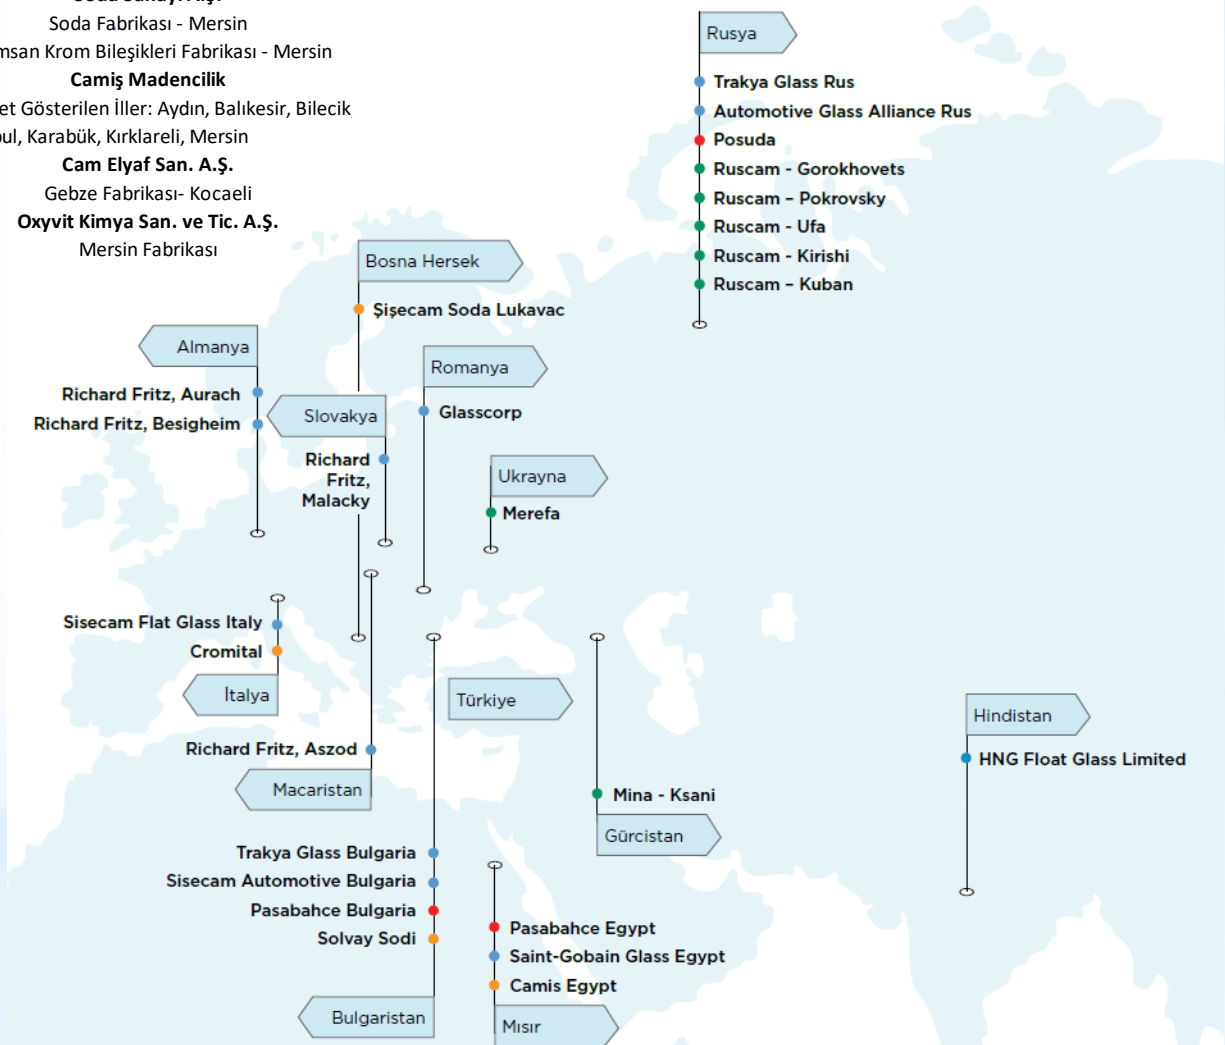 Soda Fabrikası - Mersin
Krom Bileşikleri Fabrikası - Mersin
Camiş Madencilik
Gösterilen İller: Aydın, Balıkesir, Bilecik
Karabük, Kırklareli, Mersin
Cam Elyaf San. A.Ş.
Gebze Fabrikası- Kocaeli
Oxyvit Kimya San. ve Tic. A.Ş.
Mersin Fabrikası
Rusya
Trakya Glass Rus
Automotive Glass Alliance Rus
Posuda
Ruscam - Gorokhovets
Ruscam – Pokrovsky
Ruscam - Ufa
Ruscam - Kirishi
Ruscam – Kuban
Bosna Hersek
Şişecam Soda Lukavac
Almanya
Richard Fritz, Aurach
Richard Fritz, Besigheim
Slovakya
Richard
Fritz,
Malacky
Romanya
Glasscorp
Ukrayna
Merefa
Sisecam Flat Glass Italy
Cromital
İtalya
Türkiye
Richard Fritz, Aszod
Macaristan
Mina - Ksani
Gürcistan
Hindistan
HNG Float Glass Limited
Trakya Glass Bulgaria
Sisecam Automotive Bulgaria
Pasabahce Bulgaria
Solvay Sodi
Bulgaristan
Pasabahce Egypt
Saint-Gobain Glass Egypt
Camis Egypt
Mısır